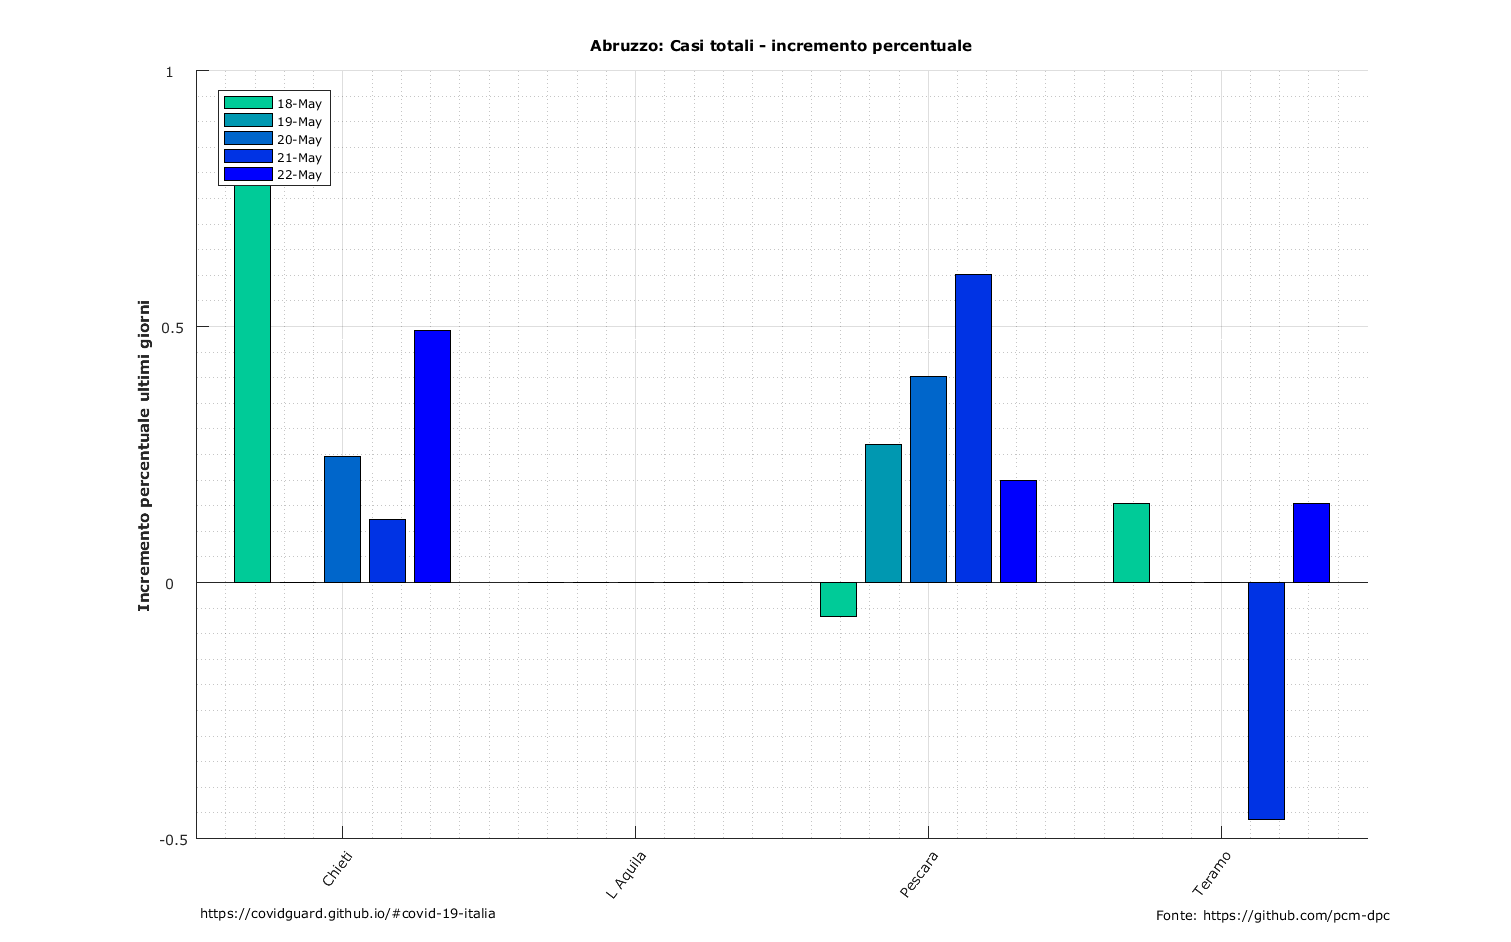 Abruzzo: Casi totali - incremento percentuale
1
0.5
0
-0.5
Incremento percentuale ultimi giorni
18-May
19-May
20-May
21-May
22-May
Chieti
L Aquila
Pescara
Teramo
https://covidguard.github.io/#covid-19-italia
Fonte: https://github.com/pcm-dpc